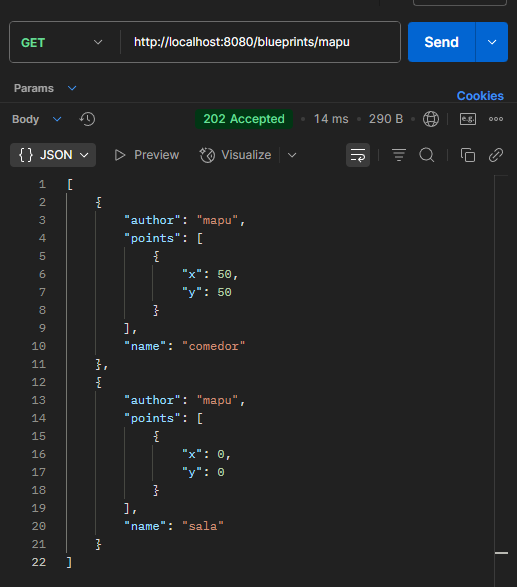 GET http://localhost:8080/blueprints/mapu Send
Params
Cookies
Body 202 Accepted • 14 ms • 290 B e.g.
{} JSON Preview Visualize
1 [
2 {
3 "author": "mapu",
4 "points": [
5 {
6 "x": 50,
7 "y": 50
8 }
9 ],
10 "name": "comedor"
11 },
12 {
13 "author": "mapu",
14 "points": [
15 {
16 "x": 0,
17 "y": 0
18 }
19 ],
20 "name": "sala"
21 }
22 ]